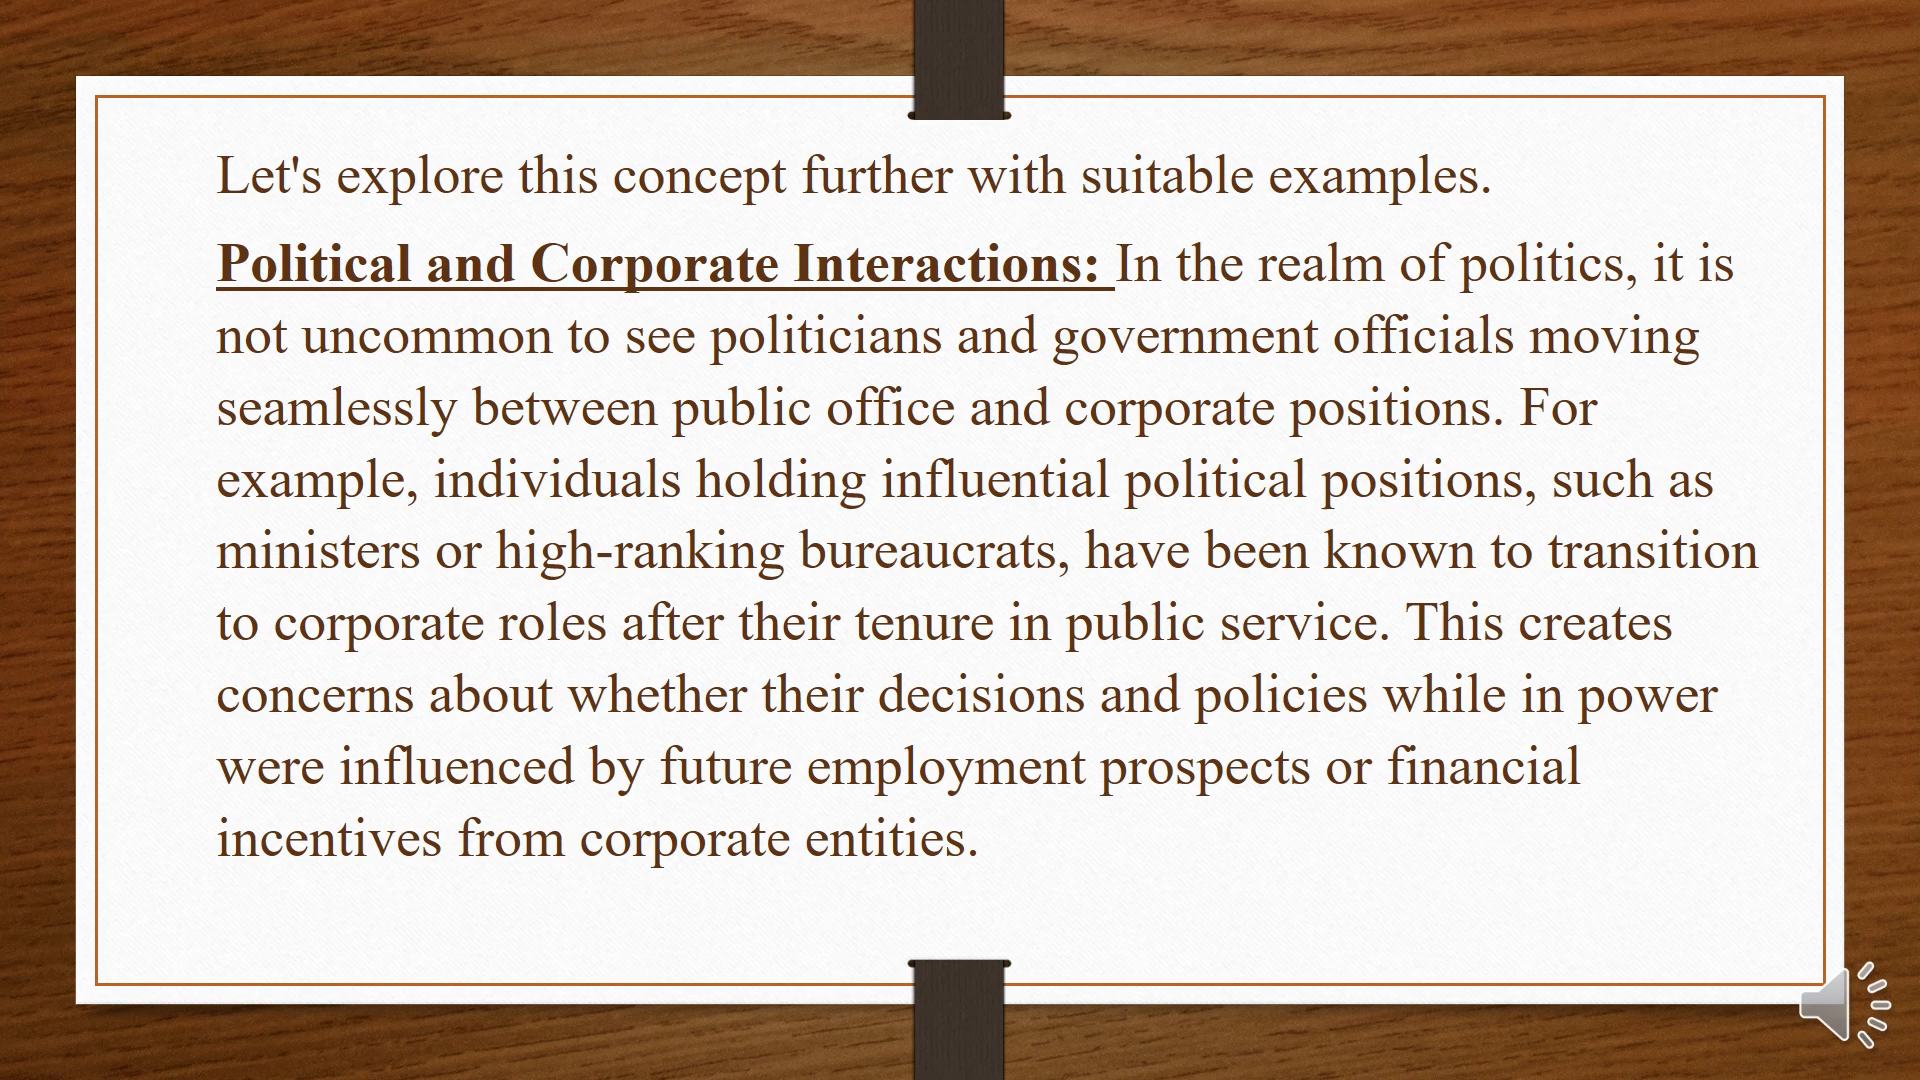 Let's explore this concept further with suitable examples.
Political and Corporate Interactions: In the realm of politics, it is
not uncommon to see politicians and government officials moving
seamlessly between public office and corporate positions. For
example, individuals holding influential political positions, such as
ministers or high-ranking bureaucrats, have been known to transition
to corporate roles after their tenure in public service. This creates
concerns about whether their decisions and policies while in power
were influenced by future employment prospects or financial
incentives from corporate entities.